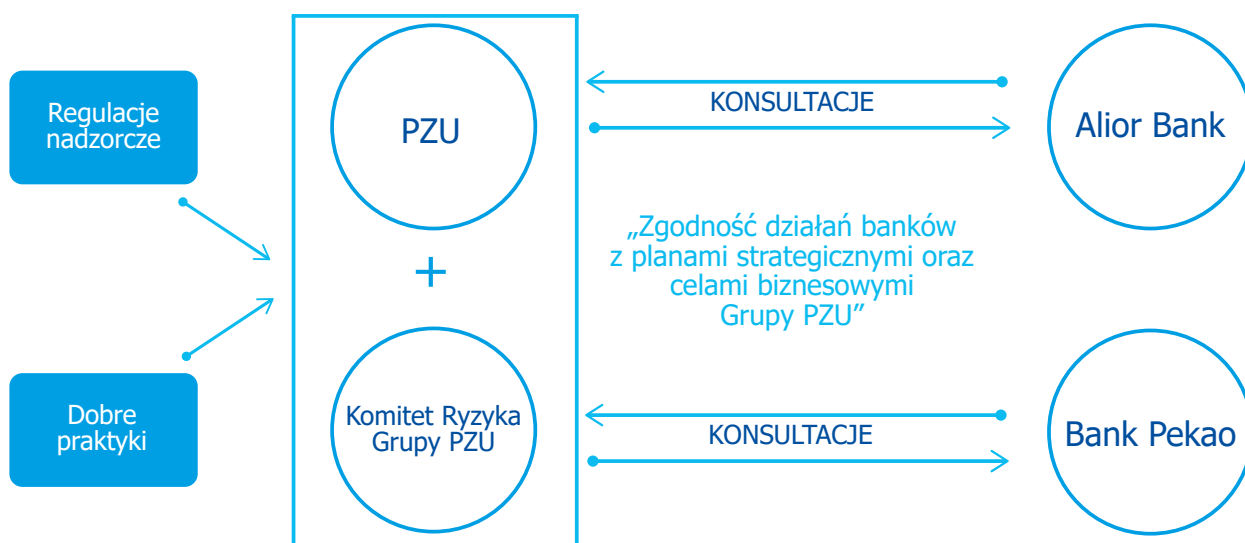 Regulacje
nadzorcze
Dobre
praktyki
PZU
+
Komitet Ryzyka
Grupy PZU
KONSULTACJE
„Zgodność działań banków
z planami strategicznymi oraz
celami biznesowymi
Grupy PZU”
KONSULTACJE
Alior Bank
Bank Pekao